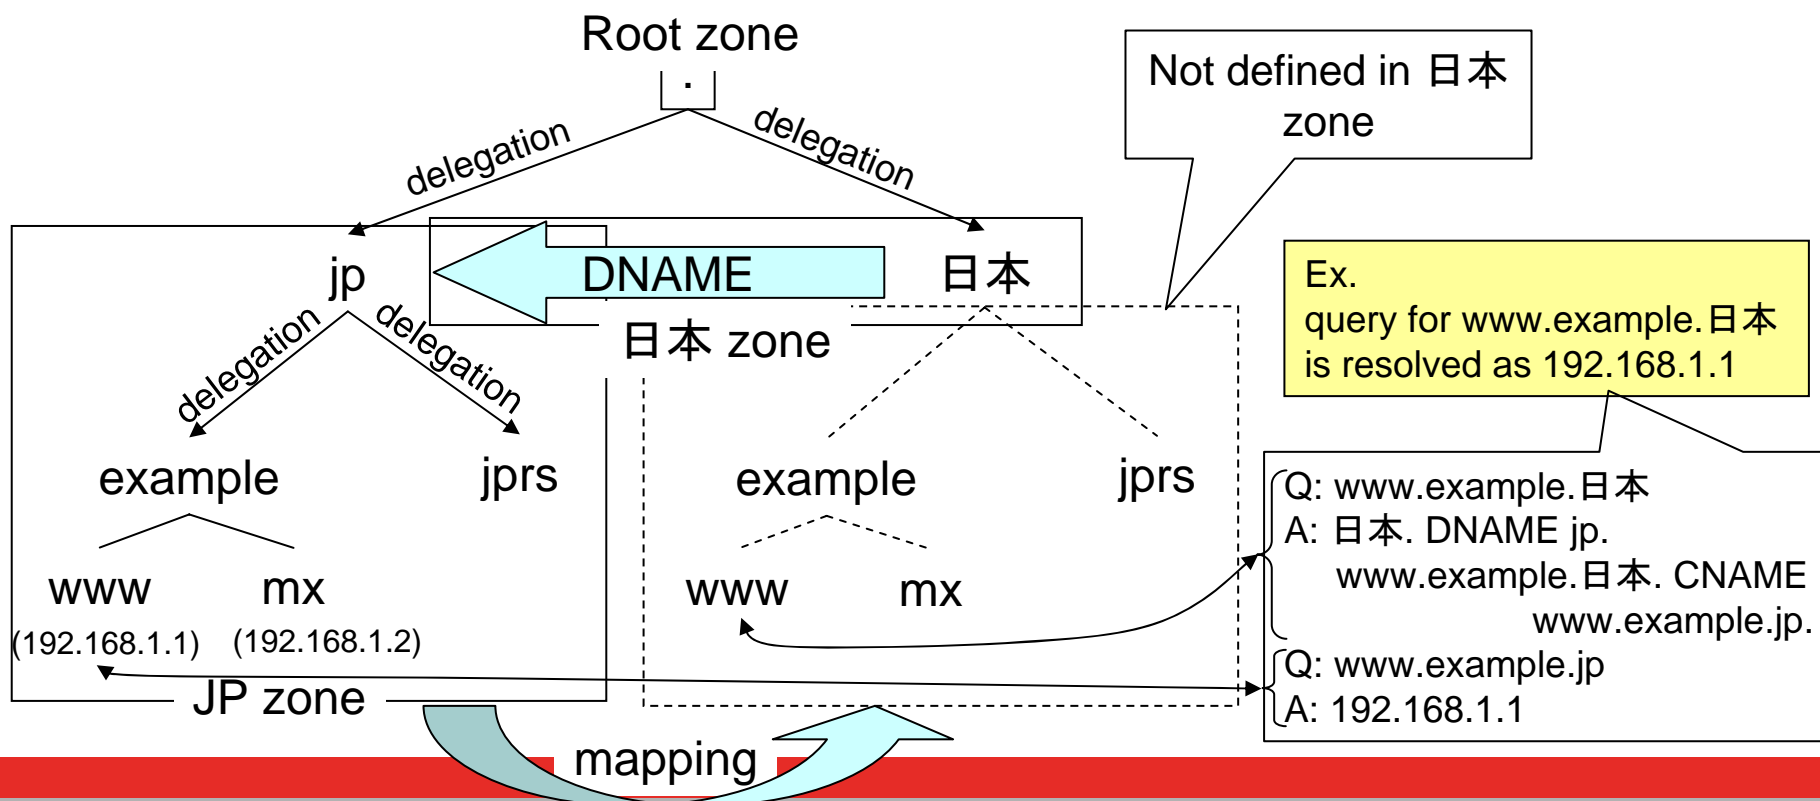 Root zone
.
delegation
delegation
Not defined in 日本
zone
jp
DNAME
日本
日本 zone
delegation
delegation
Ex.
query for www.example.日本
is resolved as 192.168.1.1
example
jprs
example
jprs
www
mx
www
mx
(192.168.1.1)
(192.168.1.2)
JP zone
Q: www.example.日本
A: 日本. DNAME jp.
www.example.日本. CNAME
www.example.jp.
Q: www.example.jp
A: 192.168.1.1
mapping